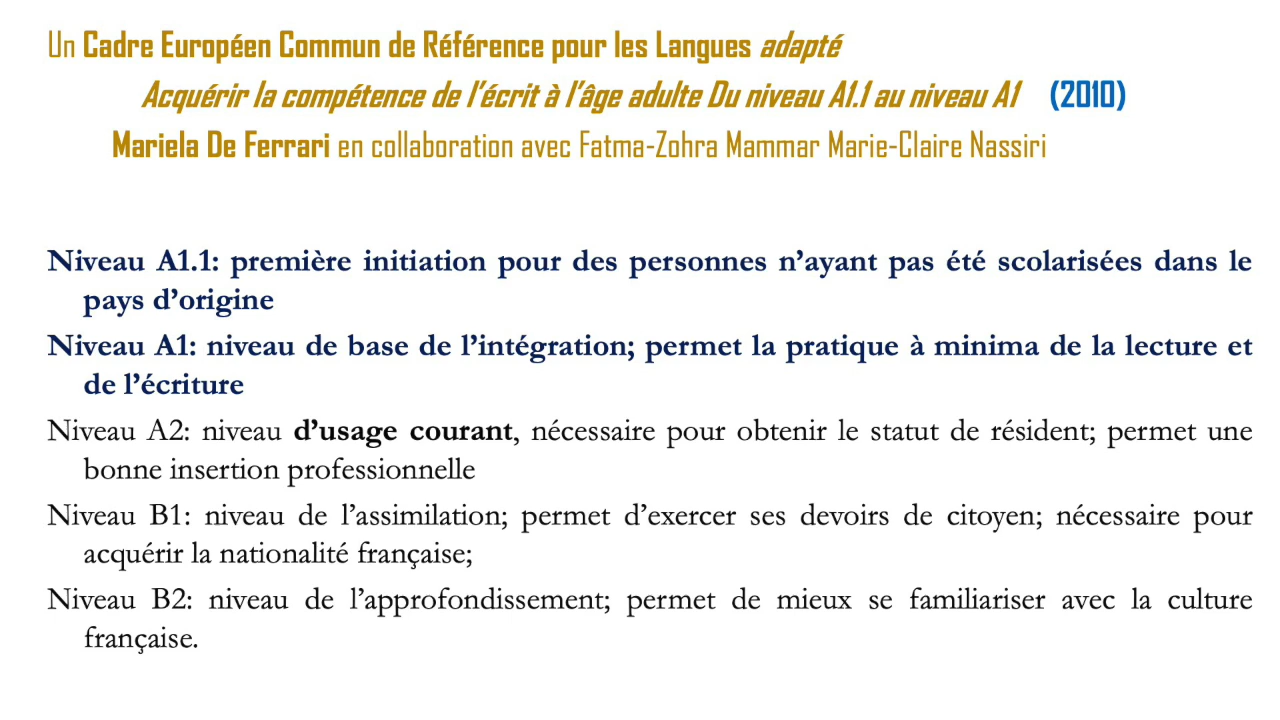 Un Cadre Européen Commun de Référence pour les Langues adapté
Acquérir la compétence de l’écrit à l’âge adulte Du niveau A1.1 au niveau A1 (2010)
Mariela De Ferrari en collaboration avec Fatma-Zohra Mammar Marie-Claire Nassiri
Niveau A1.1: première initiation pour des personnes n’ayant pas été scolarisées dans le
pays d’origine
Niveau A1: niveau de base de l’intégration; permet la pratique à minima de la lecture et
de l’écriture
Niveau A2: niveau d’usage courant, nécessaire pour obtenir le statut de résident; permet une
bonne insertion professionnelle
Niveau B1: niveau de l’assimilation; permet d’exercer ses devoirs de citoyen; nécessaire pour
acquérir la nationalité française;
Niveau B2: niveau de l’approfondissement; permet de mieux se familiariser avec la culture
française.